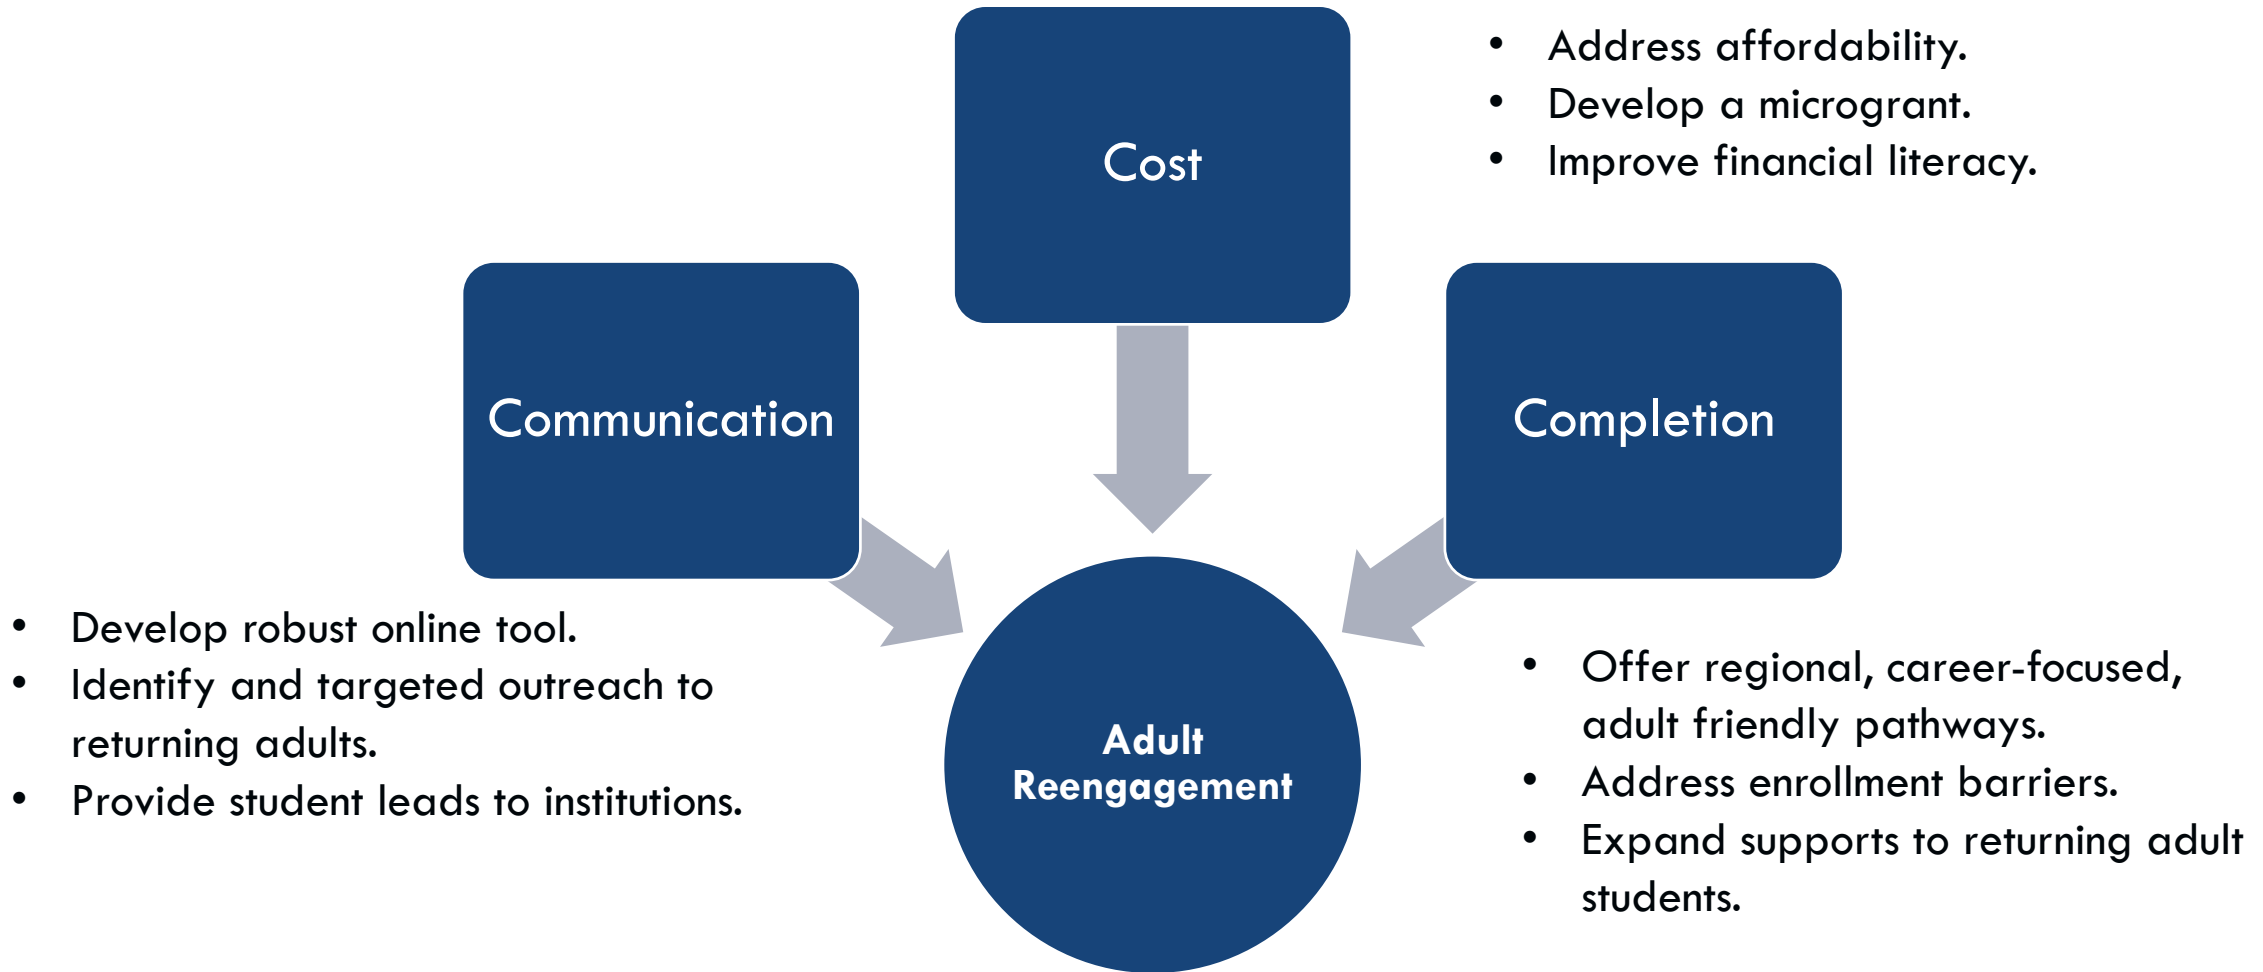 Cost
• Address affordability.
• Develop a microgrant.
• Improve financial literacy.
Communication
• Develop robust online tool.
• Identify and targeted outreach to
returning adults.
• Provide student leads to institutions.
Completion
• Offer regional, career-focused,
adult friendly pathways.
• Address enrollment barriers.
• Expand supports to returning adult
students.
Adult
Reengagement